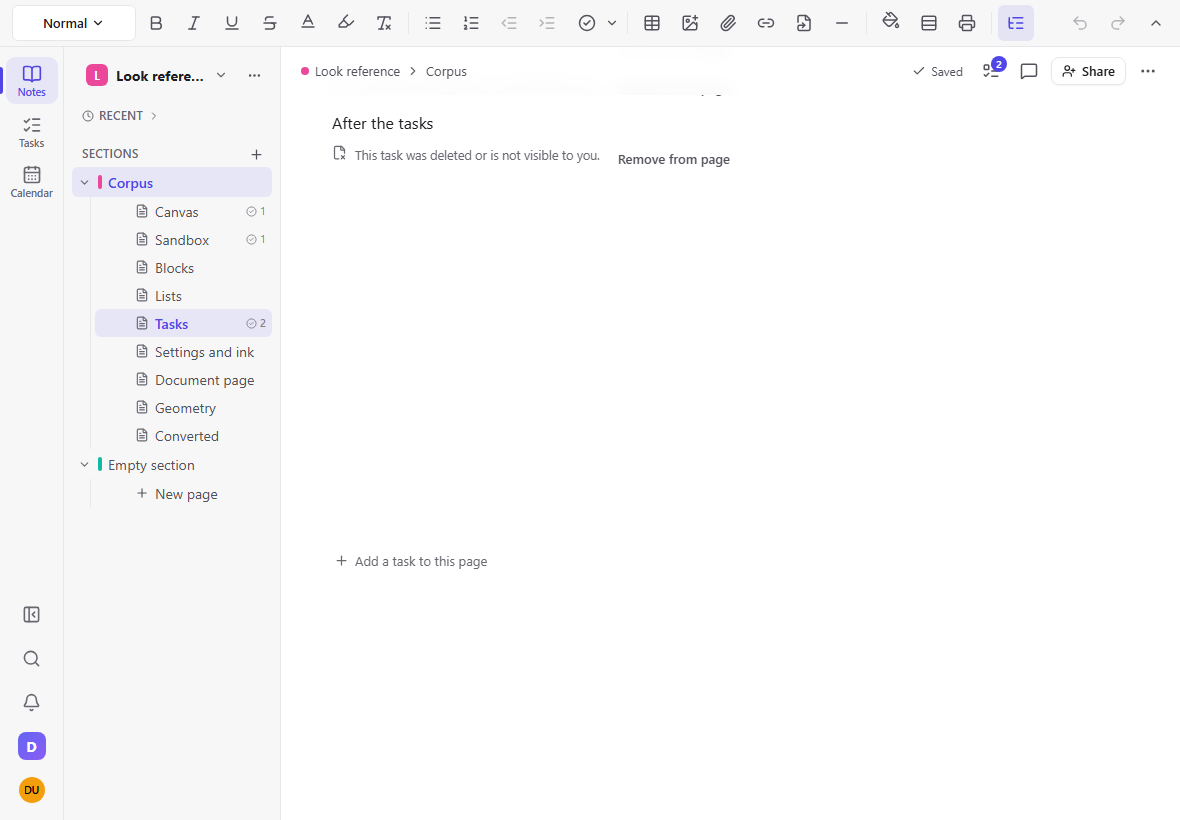 Normal
Notes
Tasks
Calendar
D
DU
L Look refere...
RECENT
SECTIONS
Corpus
Canvas 1
Sandbox 1
Blocks
Lists
Tasks 2
Settings and ink
Document page
Geometry
Converted
Empty section
New page
Look reference > Corpus
Saved
2
Share
After the tasks
This task was deleted or is not visible to you. Remove from page
Add a task to this page